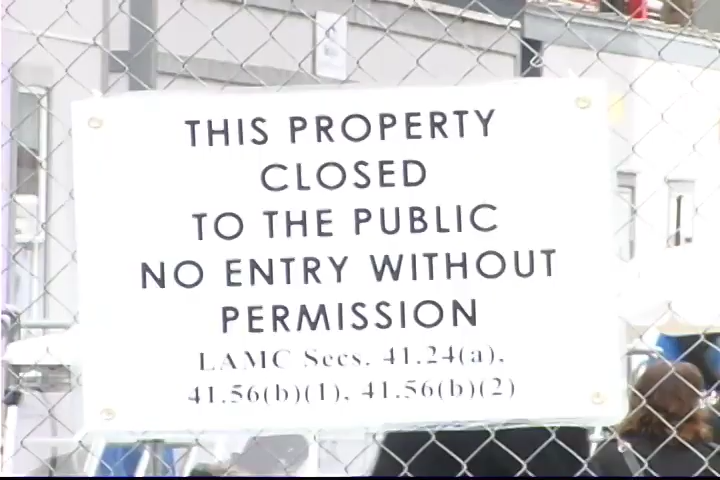 THIS PROPERTY
CLOSED
TO THE PUBLIC
NO ENTRY WITHOUT
PERMISSION
LAMC Secs. 41.24(a),
41.56(b)(1), 41.56(b)(2)